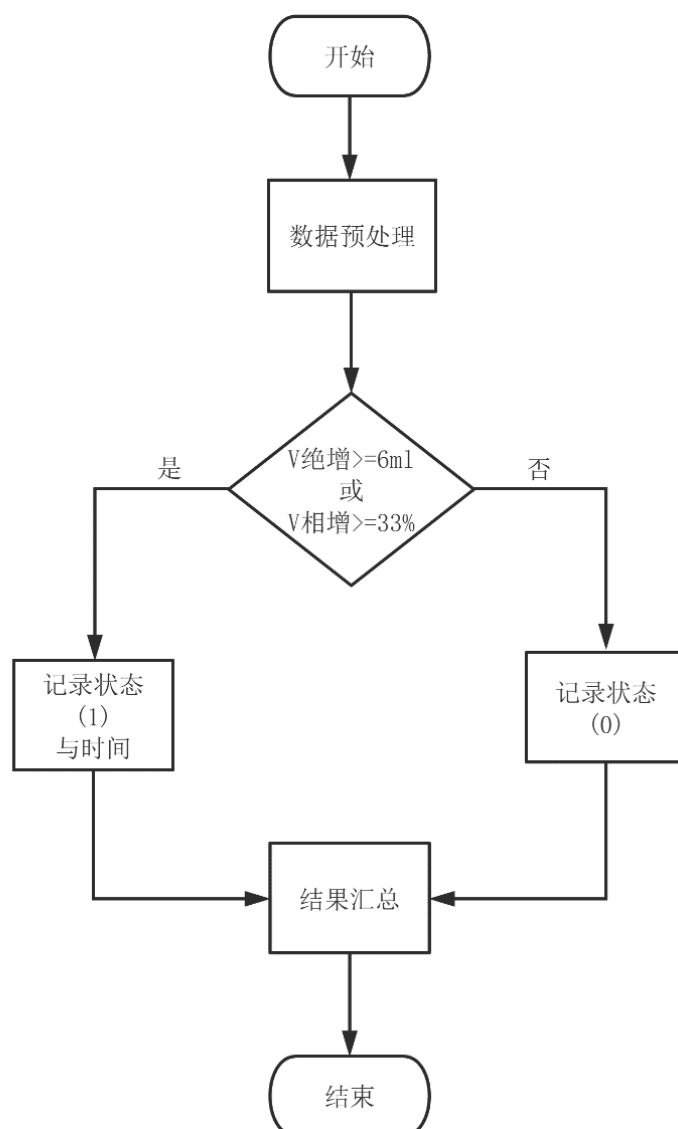 开始
数据预处理
V绝增>=6ml
或
V相增>=33%
是
否
记录状态
(1)
与时间
记录状态
(0)
结果汇总
结束